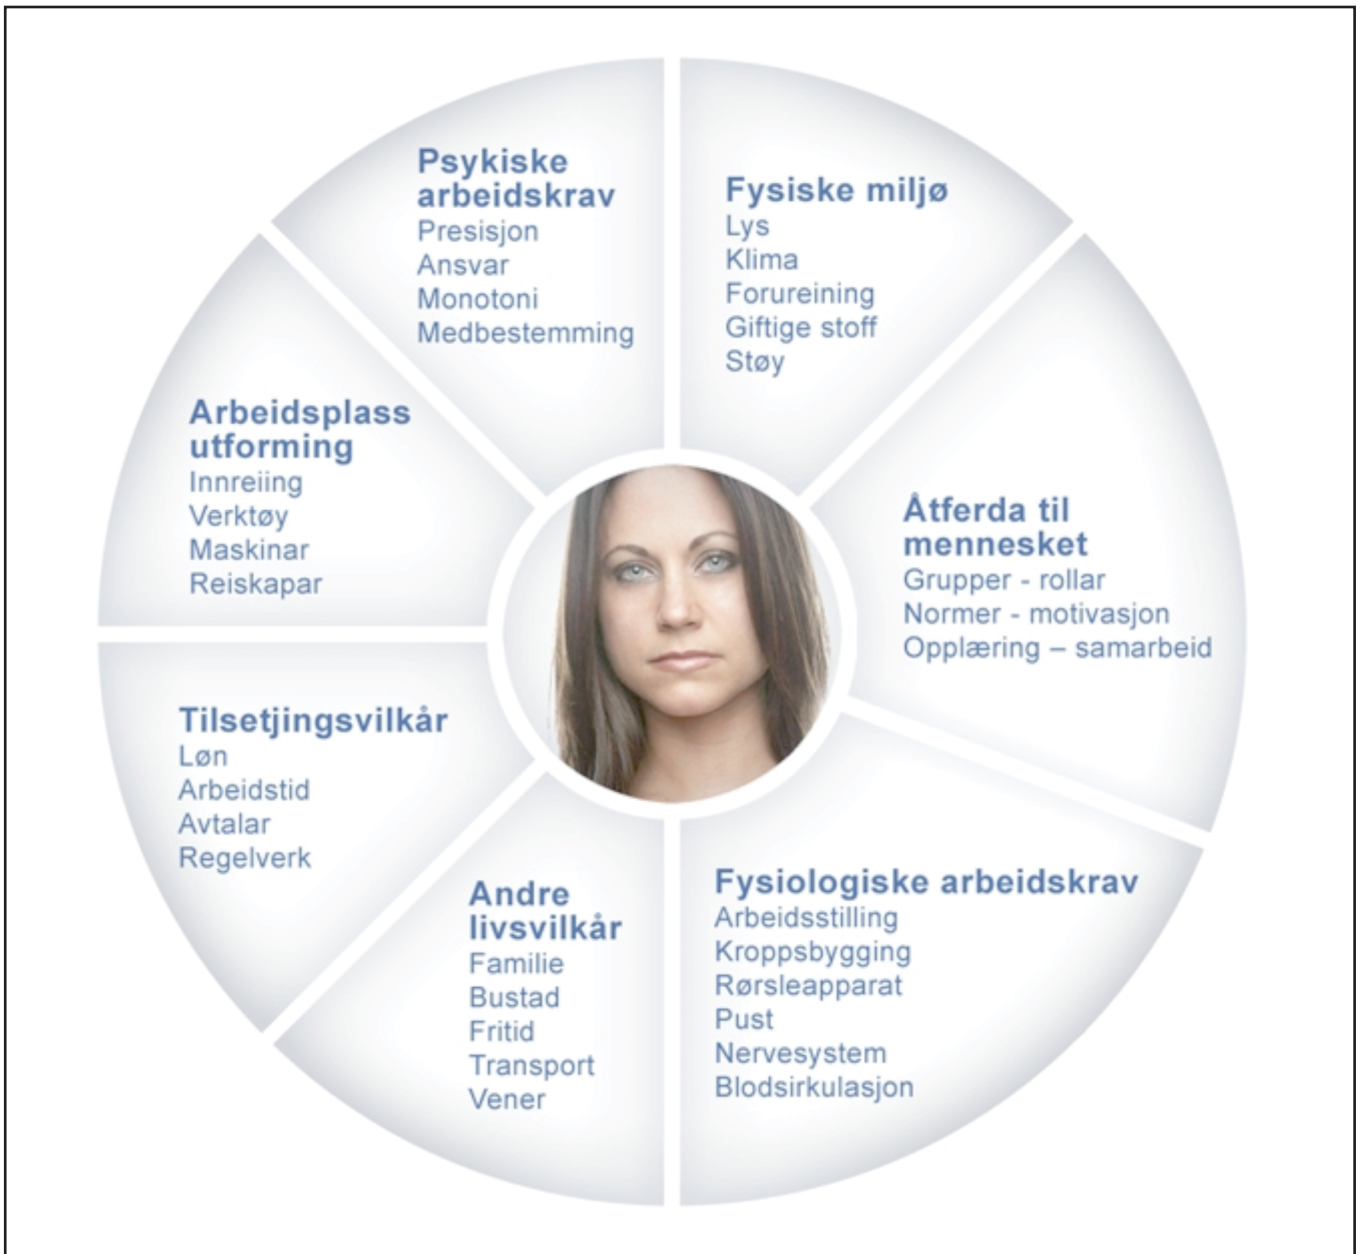 Psykiske
arbeidskrav
Presisjon
Ansvar
Monotoni
Medbestemming
Fysiske miljø
Lys
Klima
Forureining
Giftige stoff
Støy
Åtferda til
mennesket
Grupper - rollar
Normer - motivasjon
Opplæring – samarbeid
Fysiologiske arbeidskrav
Arbeidsstilling
Kroppsbygging
Rørsleapparat
Pust
Nervesystem
Blodsirkulasjon
Andre
livsvilkår
Familie
Bustad
Fritid
Transport
Vener
Tilsetjingsvilkår
Løn
Arbeidstid
Avtalar
Regelverk
Arbeidsplass
utforming
Innreiing
Verktøy
Maskinar
Reiskapar